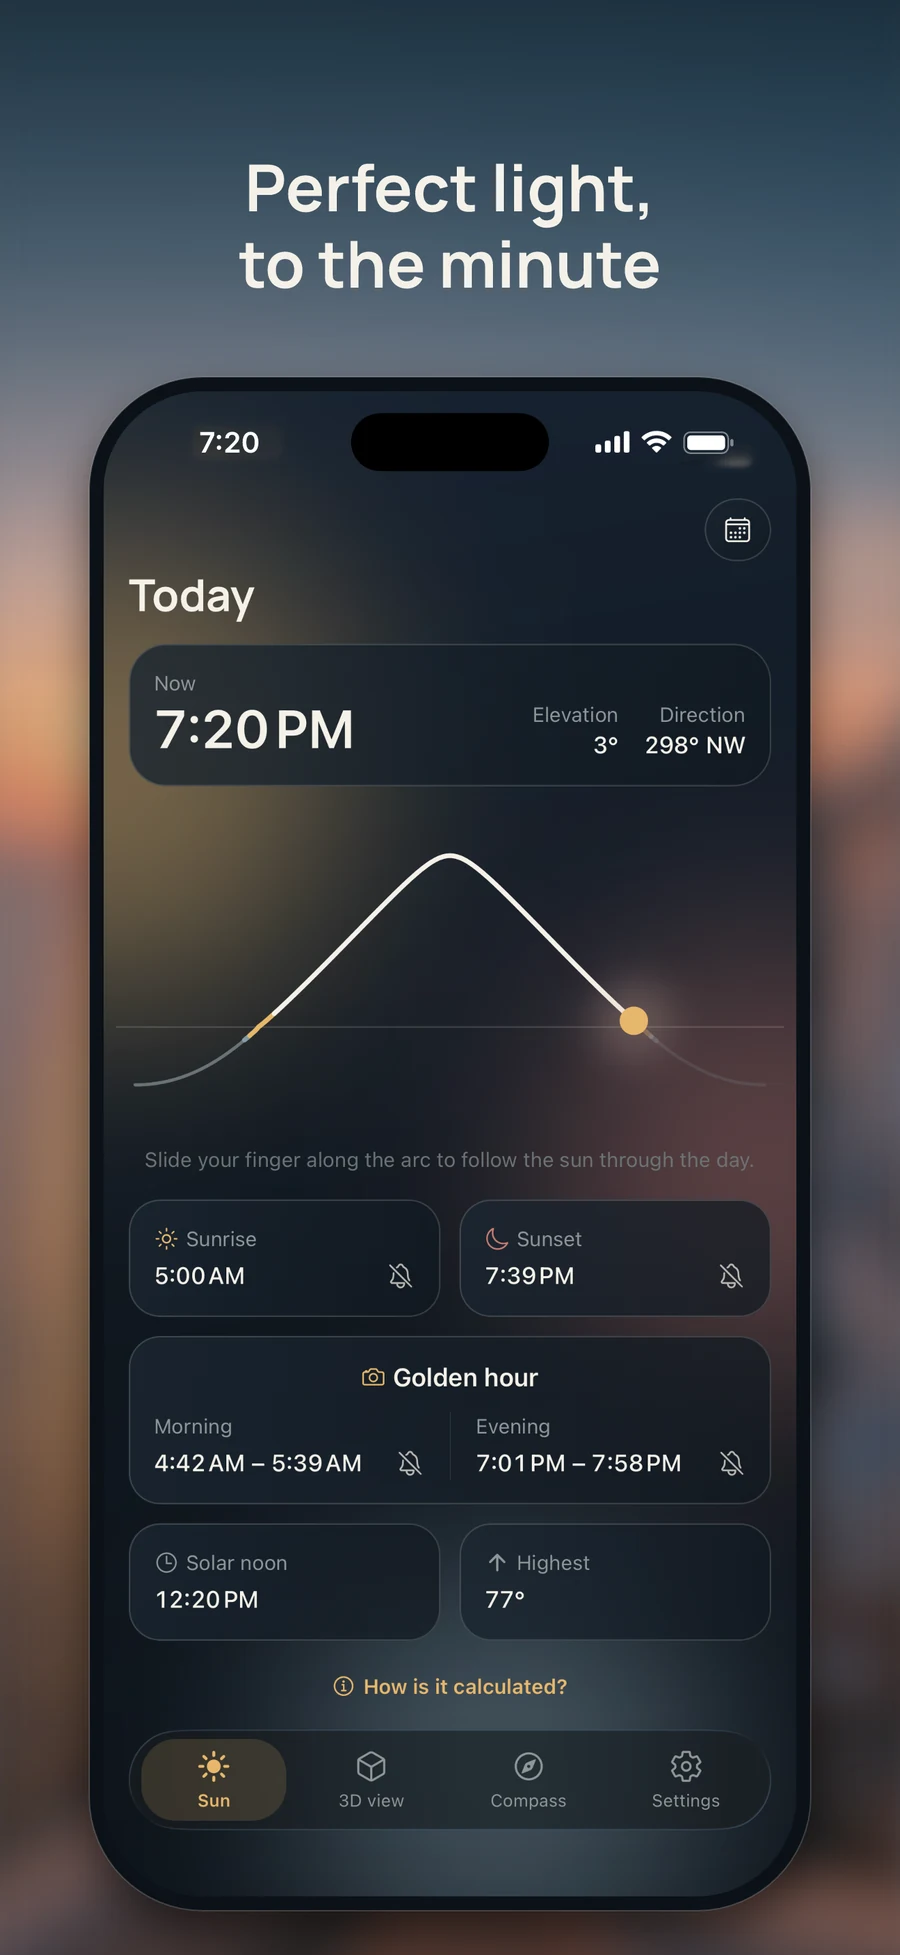 Perfect light,
to the minute
7:20
Today
Now
7:20 PM
Elevation
3°
Direction
298° NW
Slide your finger along the arc to follow the sun through the day.
Sunrise
5:00 AM
Sunset
7:39 PM
Golden hour
Morning
4:42 AM – 5:39 AM
Evening
7:01 PM – 7:58 PM
Solar noon
12:20 PM
Highest
77°
How is it calculated?
Sun
3D view
Compass
Settings